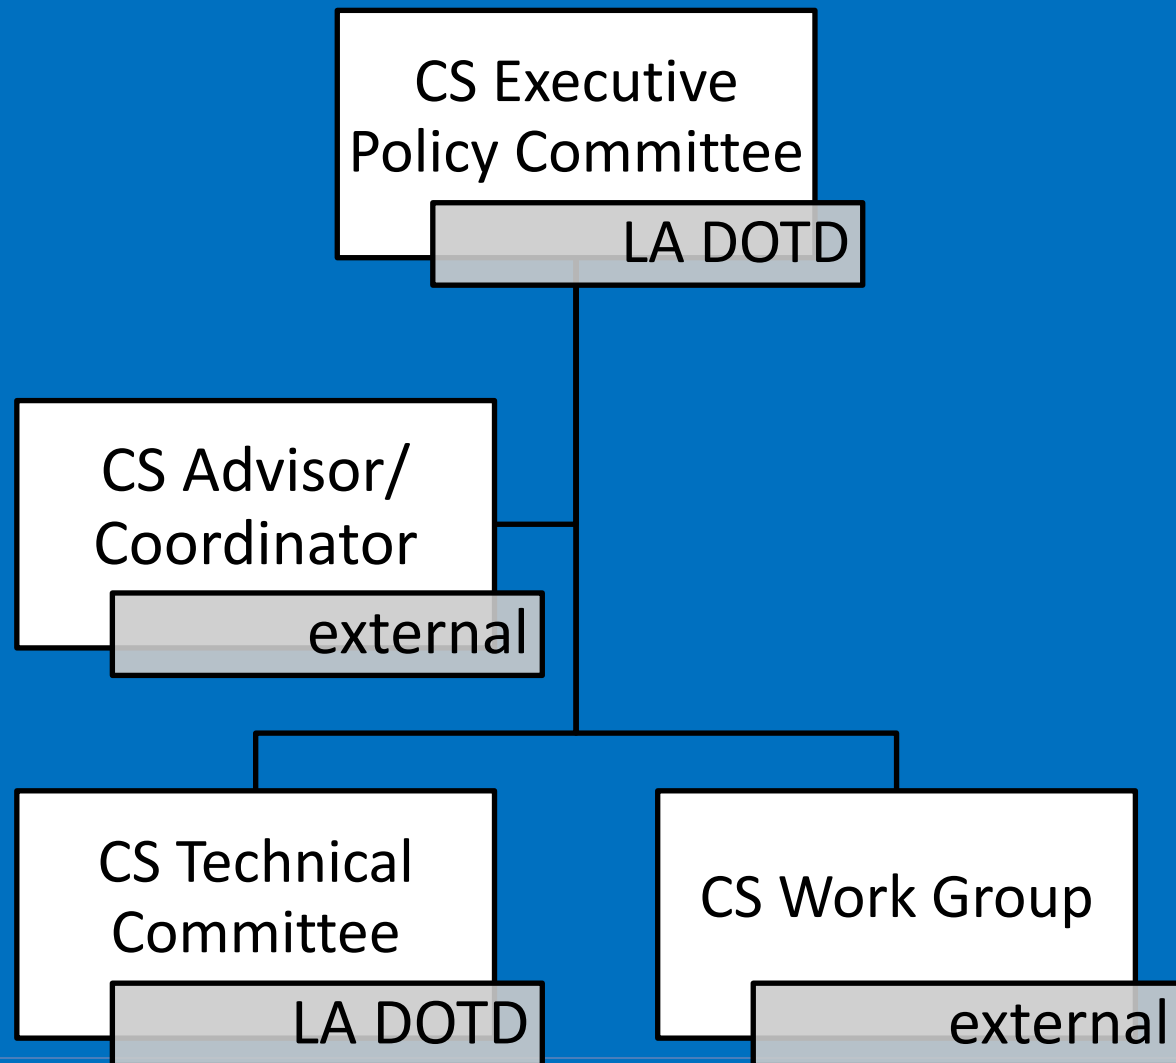 CS Executive
Policy Committee
LA DOTD
CS Advisor/
Coordinator
external
CS Technical
Committee
LA DOTD
CS Work Group
external